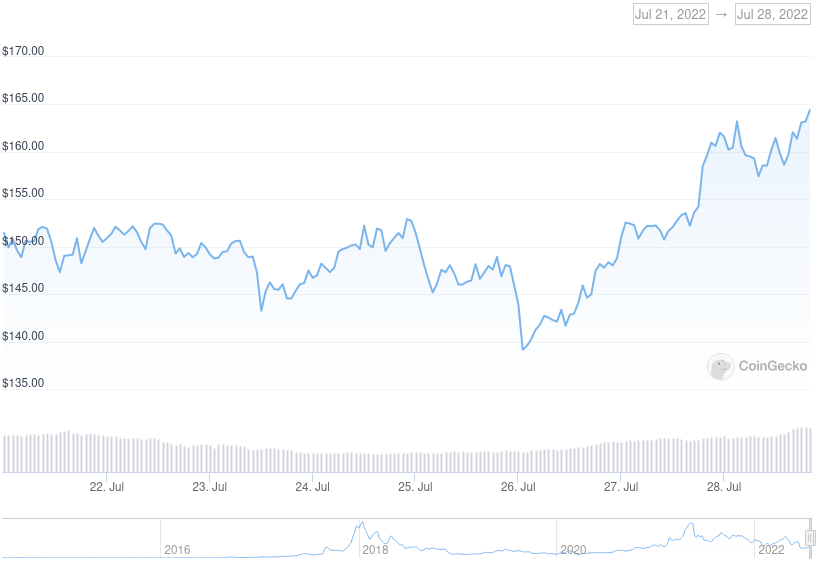 Jul 21, 2022 → Jul 28, 2022
$170.00
$165.00
$160.00
$155.00
$150.00
$145.00
$140.00
CoinGecko
$135.00
22. Jul 23. Jul 24. Jul 25. Jul 26. Jul 27. Jul 28. Jul
2016 2018 2020 2022